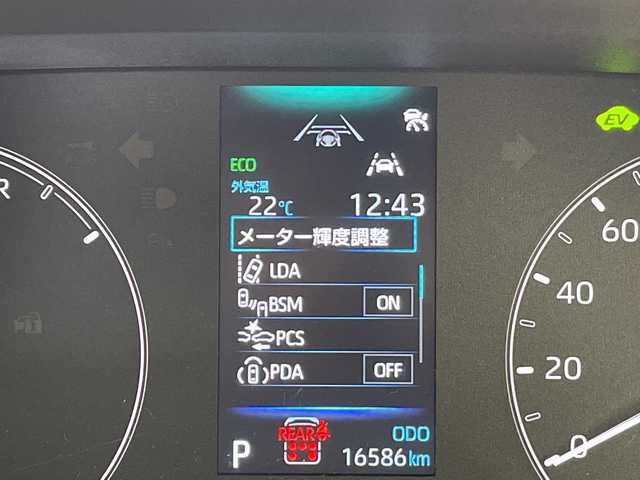 EV
ECO
外気温
22℃ 12:43
メーター輝度調整
LDA
BSM ON
PCS
PDA OFF
REAR
ODO
P 16586km
R
60
40
20
0